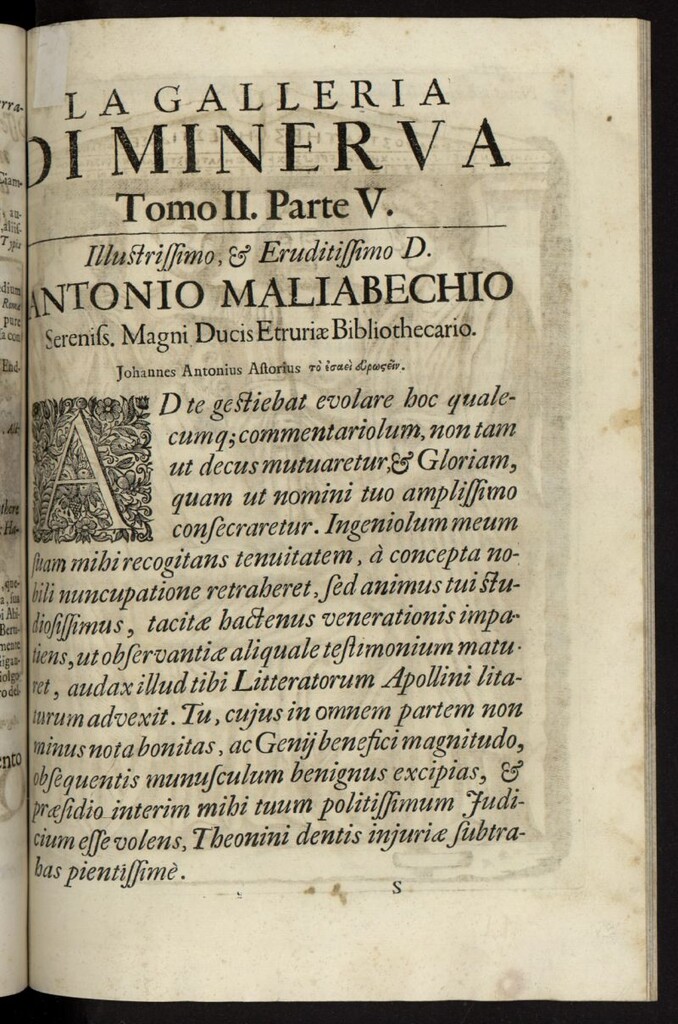 LA GALLERIA
DI MINERVA
Tomo II. Parte V.
Illustrissimo, & Eruditissimo D.
ANTONIO MALIABECHIO
Sereniss. Magni Ducis Etruriæ Bibliothecario.
Johannes Antonius Astorius τὸ
AD te gestiebat evolare hoc quale-
cumq; commentariolum, non tam
ut decus mutuaretur, & Gloriam,
quam ut nomini tuo amplissimo
consecraretur. Ingeniolum meum
suam mihi recogitans tenuitatem, à concepta no-
bili nuncupatione retraheret, sed animus tui stu-
diosissimus, tacitæ hactenus venerationis impa-
tiens, ut observantiæ aliquale testimonium matu-
ret, audax illud tibi Litteratorum Apollini lita-
turum advexit. Tu, cujus in omnem partem non
minus nota bonitas, ac Genij benefici magnitudo,
obsequentis munusculum benignus excipias, &
præsidio interim mihi tuum politissimum Judi-
cium esse volens, Theonini dentis injuriæ subtra-
has pientissimè.
S